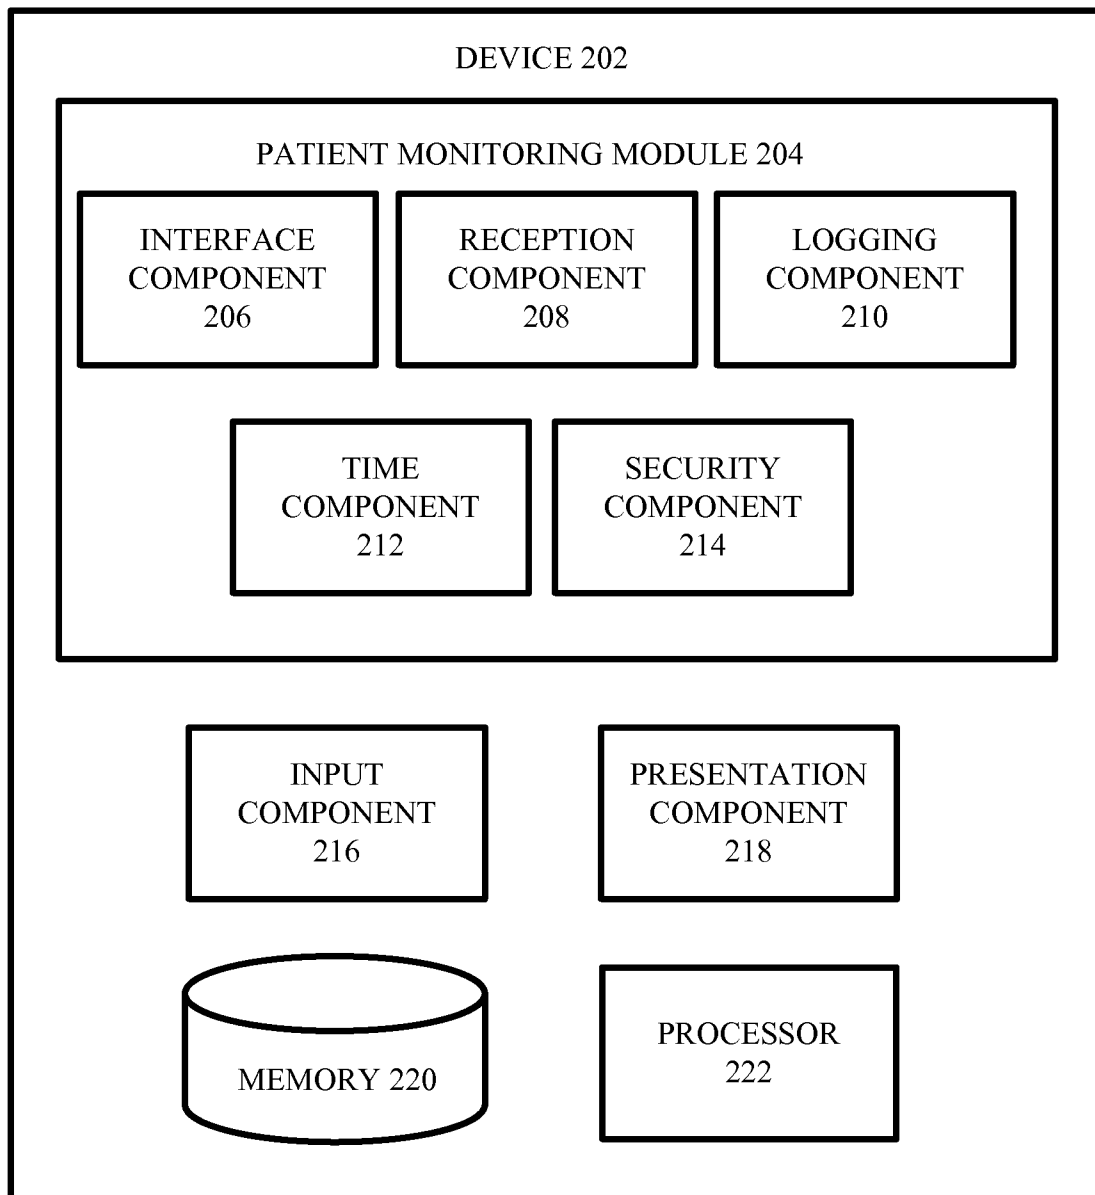 DEVICE 202
PATIENT MONITORING MODULE 204
INTERFACE
COMPONENT
206
RECEPTION
COMPONENT
208
LOGGING
COMPONENT
210
TIME
COMPONENT
212
SECURITY
COMPONENT
214
INPUT
COMPONENT
216
PRESENTATION
COMPONENT
218
MEMORY 220
PROCESSOR
222